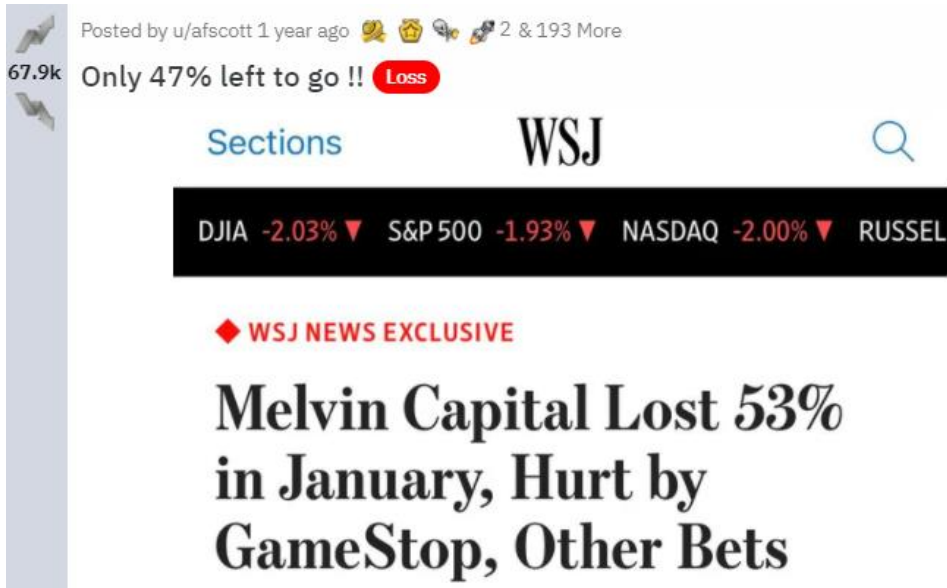 Posted by u/afscott 1 year ago 2 & 193 More
67.9k Only 47% left to go !! Loss
Sections WSJ
DJIA -2.03% ▼ S&P 500 -1.93% ▼ NASDAQ -2.00% ▼ RUSSEL
◆ WSJ NEWS EXCLUSIVE
Melvin Capital Lost 53%
in January, Hurt by
GameStop, Other Bets